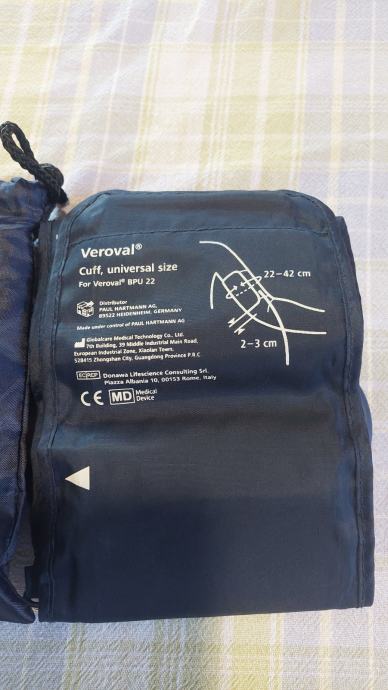 Veroval®
Cuff, universal size
For Veroval® BPU 22
22–42 cm
2–3 cm
Distributor
PAUL HARTMANN AG,
89522 HEIDENHEIM, GERMANY
Made under control of PAUL HARTMANN AG
Globalcare Medical Technology Co., Ltd.
7th Building, 39 Middle Industrial Main Road,
European Industrial Zone, Xiaolan Town,
528415 Zhongshan City, Guangdong Province P.R.C
EC REP Donawa Lifescience Consulting Srl.
Piazza Albania 10, 00153 Rome, Italy
CE MD Medical
Device